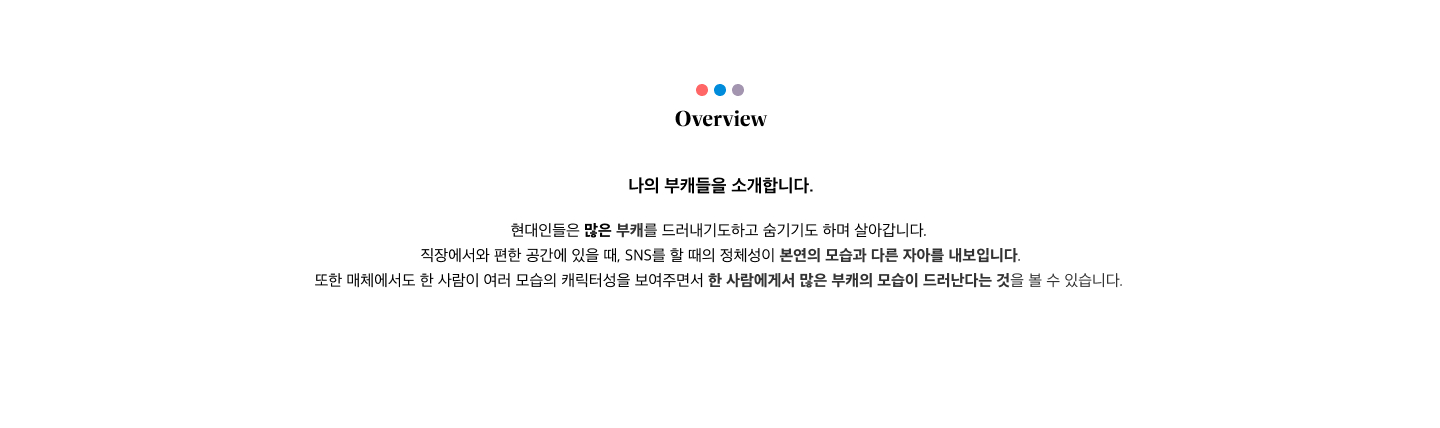 Overview
나의 부캐들을 소개합니다.
현대인들은 많은 부캐를 드러내기도하고 숨기기도 하며 살아갑니다.
직장에서와 편한 공간에 있을 때, SNS를 할 때의 정체성이 본연의 모습과 다른 자아를 내보입니다.
또한 매체에서도 한 사람이 여러 모습의 캐릭터성을 보여주면서 한 사람에게서 많은 부캐의 모습이 드러난다는 것을 볼 수 있습니다.